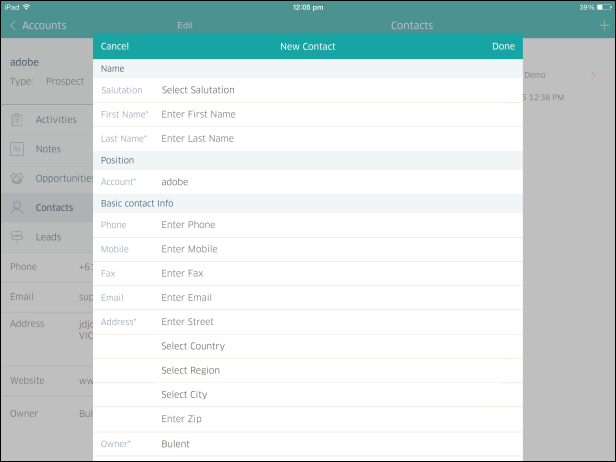 iPad 12:05 pm 39%
Accounts Edit Contacts +
Cancel New Contact Done
adobe
Type: Prospect
Activities
Notes
Opportunities
Contacts
Leads
Phone +6
Email sup
Address jdjc
VIC
Website ww
Owner Bul
Name
Salutation Select Salutation
First Name* Enter First Name
Last Name* Enter Last Name
Position
Account* adobe
Basic contact Info
Phone Enter Phone
Mobile Enter Mobile
Fax Enter Fax
Email Enter Email
Address* Enter Street
Select Country
Select Region
Select City
Enter Zip
Owner* Bulent
Demo
12:38 PM